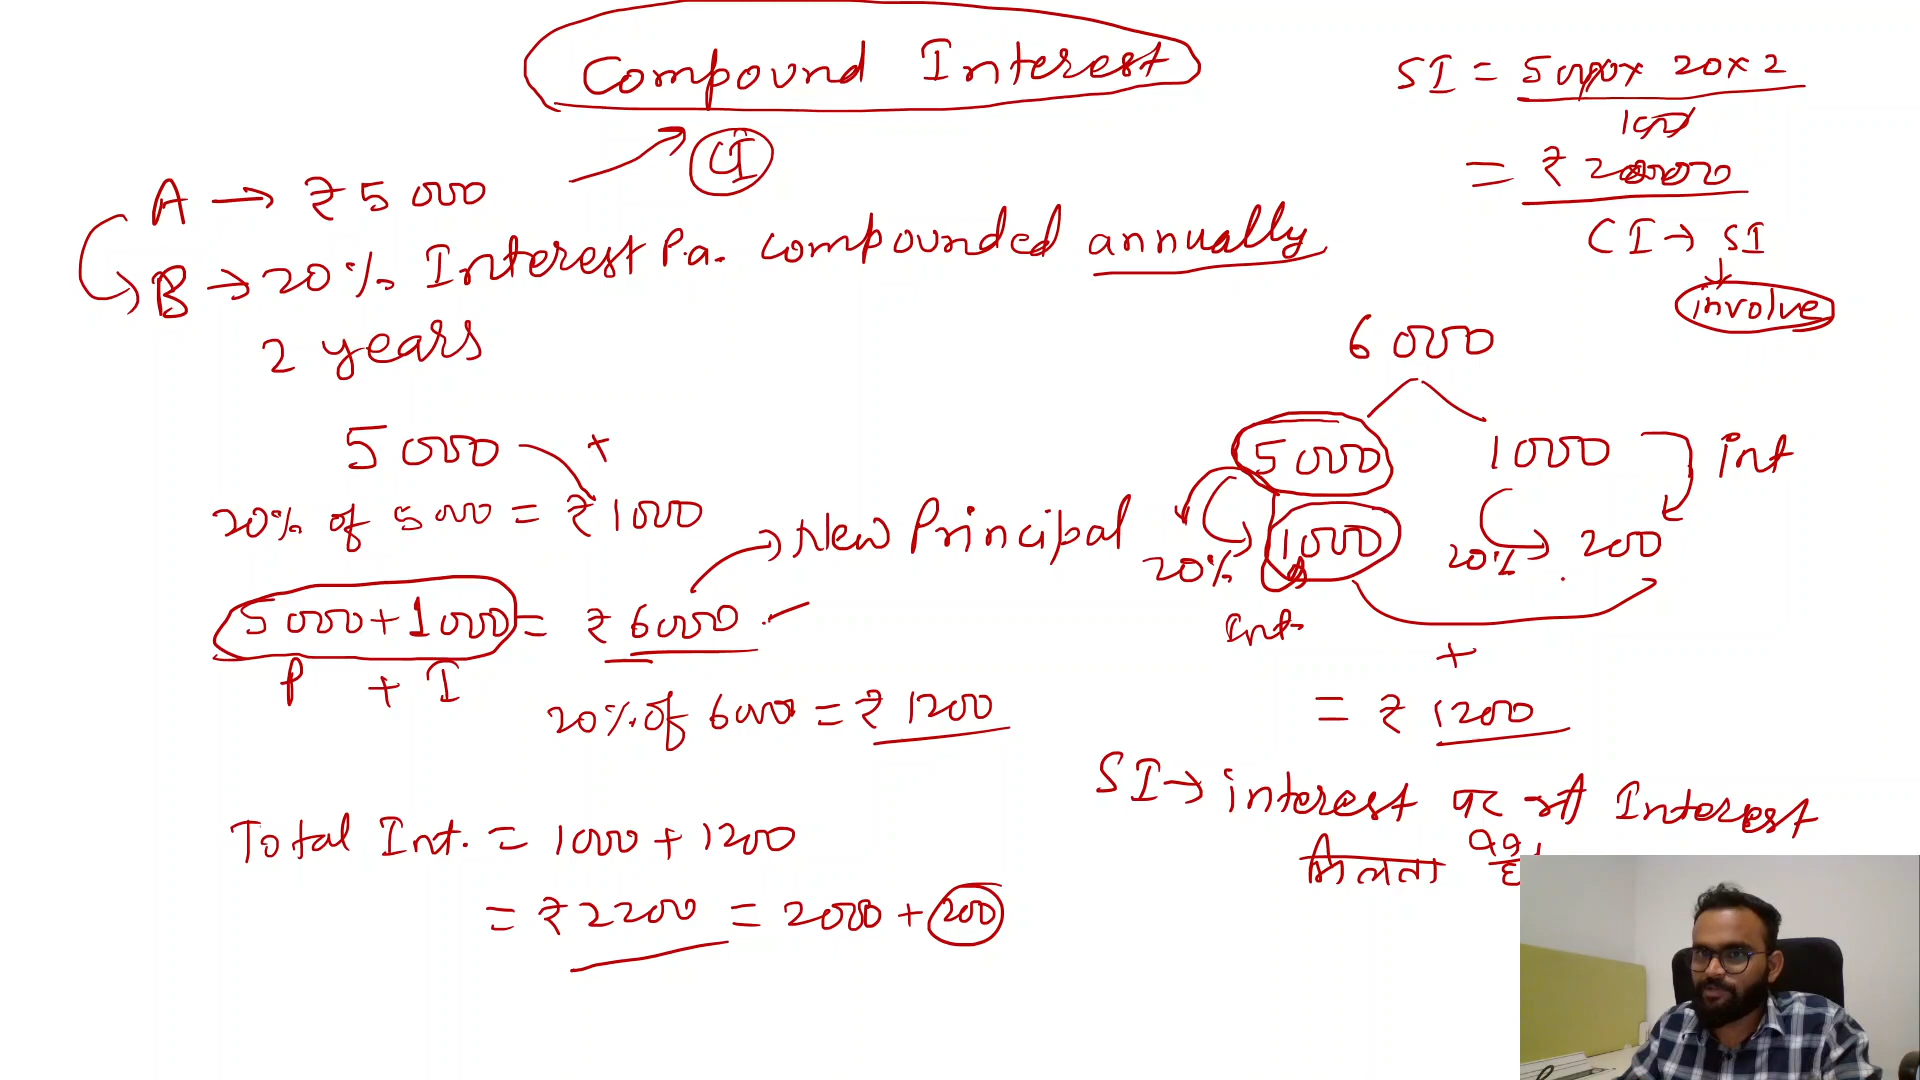 Compound Interest
CI
A → ₹ 5000
B → 20% Interest P.a. compounded annually
2 years
SI = 5000 x 20 x 2
100
= ₹ 2000
CI → SI
involve
5000 +
20% of 5000 = ₹ 1000
5000 + 1000 = ₹ 6000
P + I
New Principal
20% of 6000 = ₹ 1200
Total Int. = 1000 + 1200
= ₹ 2200 = 2000 + 200
6000
5000 1000 int
20% 1000 20% 200
Int.
+
= ₹ 1200
SI → interest पर भी Interest
मिलता